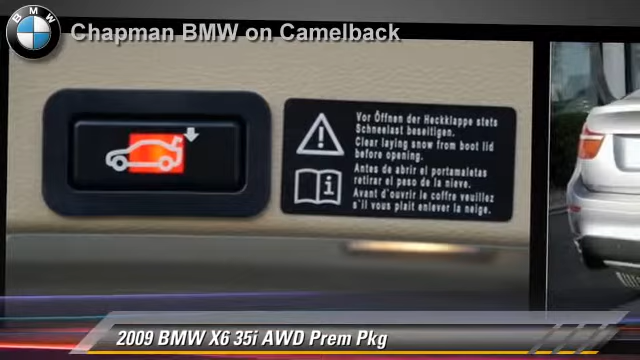 BMW
Chapman BMW on Camelback
Vor Öffnen der Heckklappe stets
Schneelast beseitigen.
Clear laying snow from boot lid
before opening.
Antes de abrir el portamaletas
retirar el peso de la nieve.
Avant d'ouvrir le coffre veuillez
s'il vous plait enlever la neige.
2009 BMW X6 35i AWD Prem Pkg